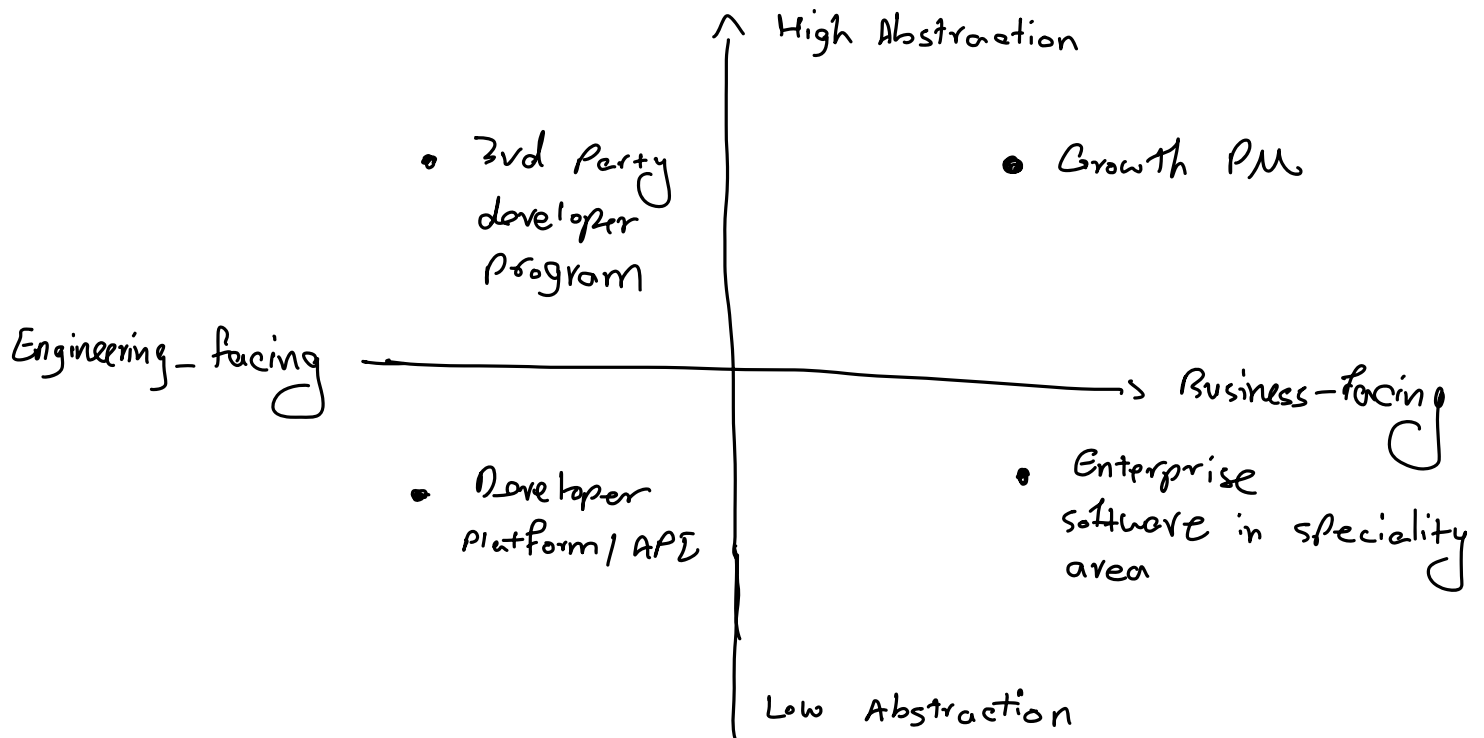 High Abstraction
3rd Party
developer
program
Growth PM
Engineering-facing
Business-facing
Developer
platform/API
Enterprise
software in speciality
area
Low Abstraction